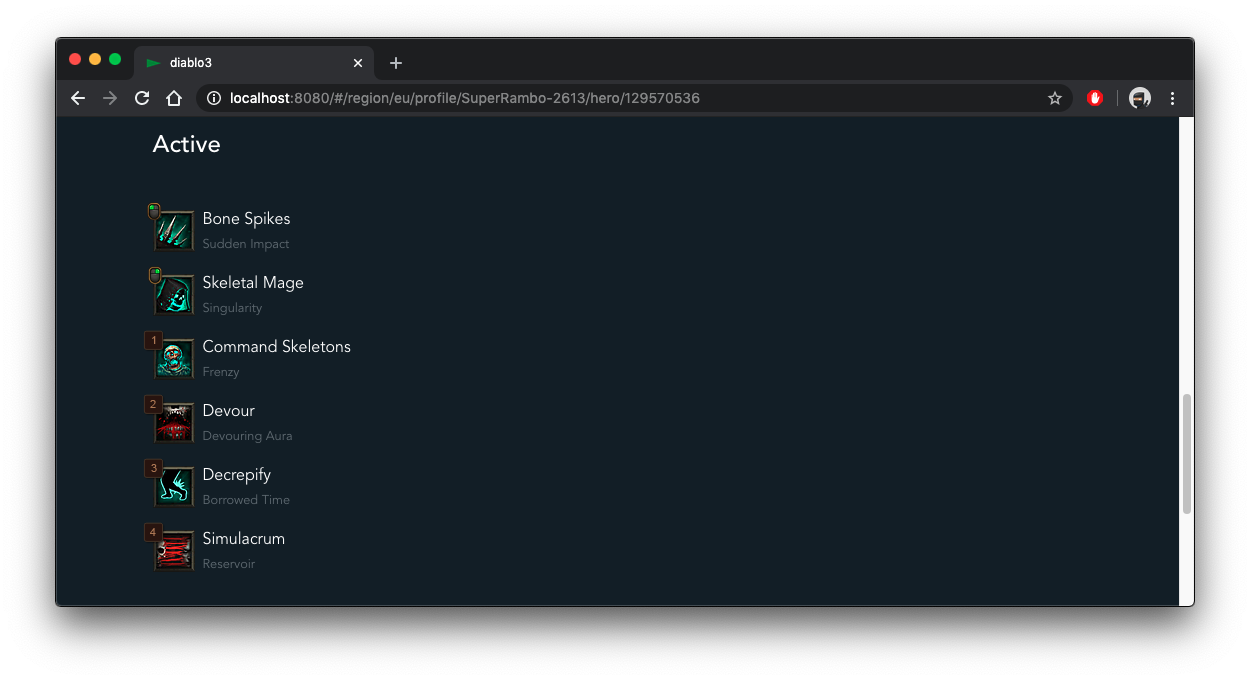 diablo3
localhost:8080/#/region/eu/profile/SuperRambo-2613/hero/129570536
Active
Bone Spikes
Sudden Impact
Skeletal Mage
Singularity
1
Command Skeletons
Frenzy
2
Devour
Devouring Aura
3
Decrepify
Borrowed Time
4
Simulacrum
Reservoir